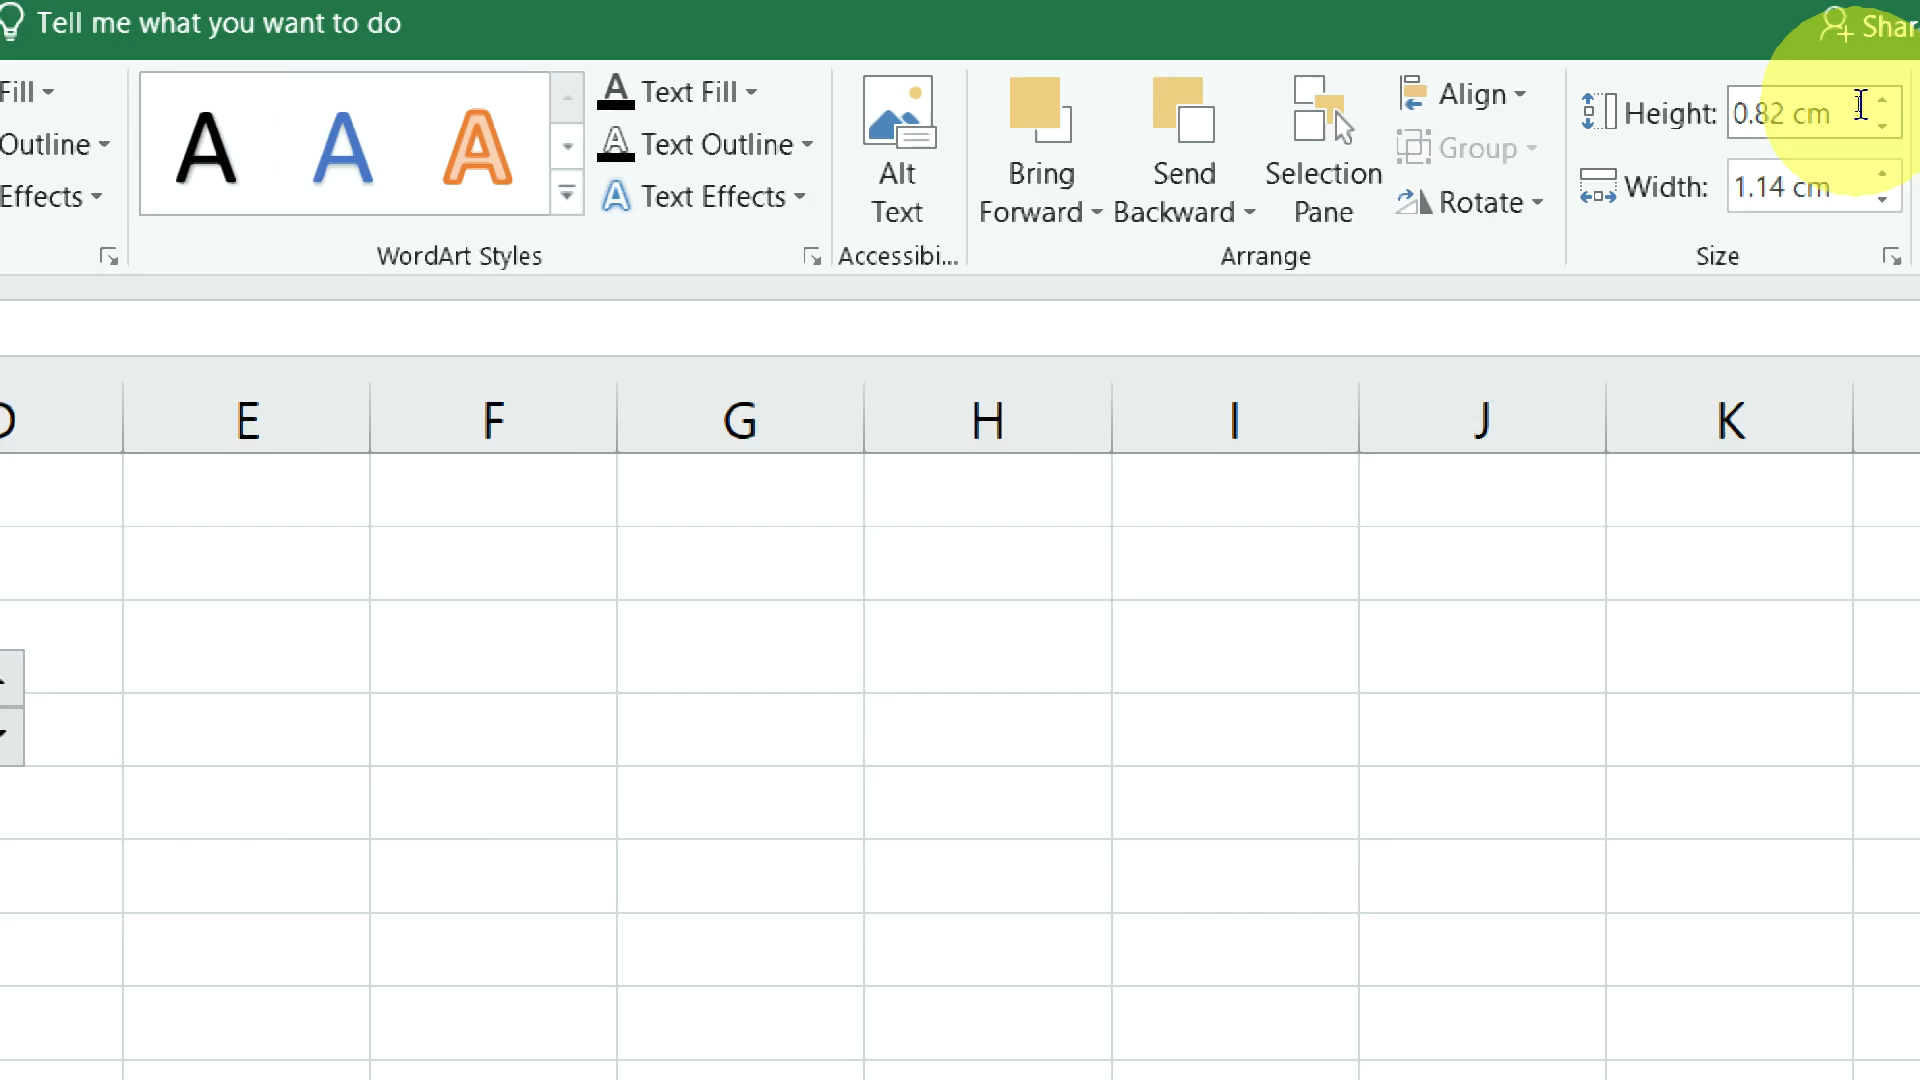 Tell me what you want to do
Shar
Fill
Outline
Effects
A A A
Text Fill
Text Outline
Text Effects
WordArt Styles
Alt
Text
Accessibi...
Bring
Forward
Send
Backward
Selection
Pane
Align
Group
Rotate
Arrange
Height: 0.82 cm
Width: 1.14 cm
Size
D E F G H I J K